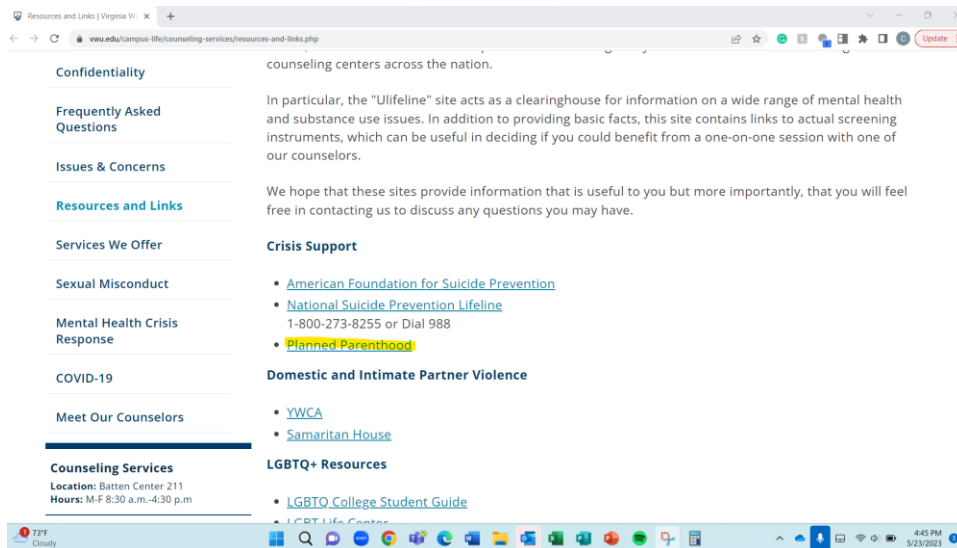 Resources and Links | Virginia We
vwu.edu/campus-life/counseling-services/resources-and-links.php
Update
counseling centers across the nation.
In particular, the "Ulifeline" site acts as a clearinghouse for information on a wide range of mental health
and substance use issues. In addition to providing basic facts, this site contains links to actual screening
instruments, which can be useful in deciding if you could benefit from a one-on-one session with one of
our counselors.
We hope that these sites provide information that is useful to you but more importantly, that you will feel
free in contacting us to discuss any questions you may have.
Crisis Support
• American Foundation for Suicide Prevention
• National Suicide Prevention Lifeline
1-800-273-8255 or Dial 988
• Planned Parenthood
Domestic and Intimate Partner Violence
• YWCA
• Samaritan House
LGBTQ+ Resources
• LGBTQ College Student Guide
• LGBT Life Center
Confidentiality
Frequently Asked
Questions
Issues & Concerns
Resources and Links
Services We Offer
Sexual Misconduct
Mental Health Crisis
Response
COVID-19
Meet Our Counselors
Counseling Services
Location: Batten Center 211
Hours: M-F 8:30 a.m.-4:30 p.m
73°F
Cloudy
4:45 PM
5/23/2023